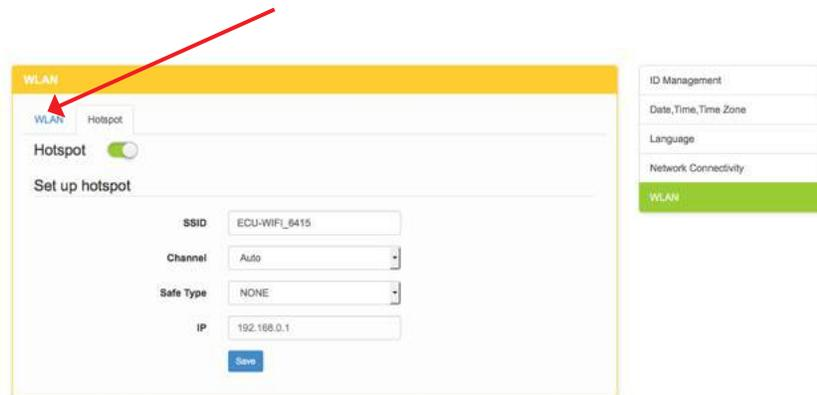 WLAN
WLAN Hotspot
Hotspot
Set up hotspot
SSID ECU-WIFI_6415
Channel Auto
Safe Type NONE
IP 192.168.0.1
Save
ID Management
Date,Time,Time Zone
Language
Network Connectivity
WLAN